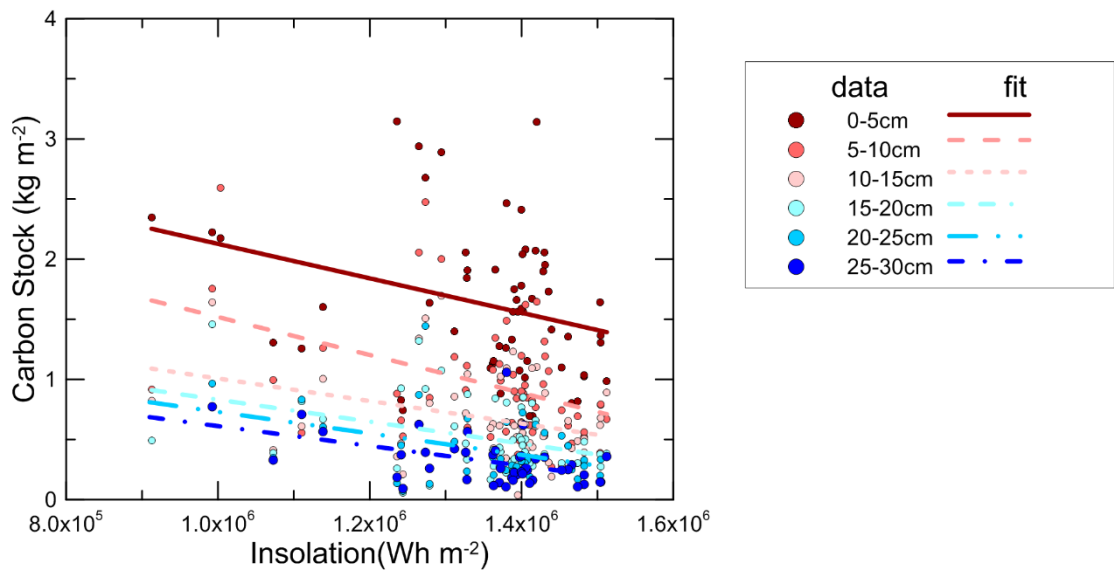 4
3
2
1
0
Carbon Stock (kg m⁻²)
8.0x10⁵ 1.0x10⁶ 1.2x10⁶ 1.4x10⁶ 1.6x10⁶
Insolation(Wh m⁻²)
data fit
0-5cm
5-10cm
10-15cm
15-20cm
20-25cm
25-30cm